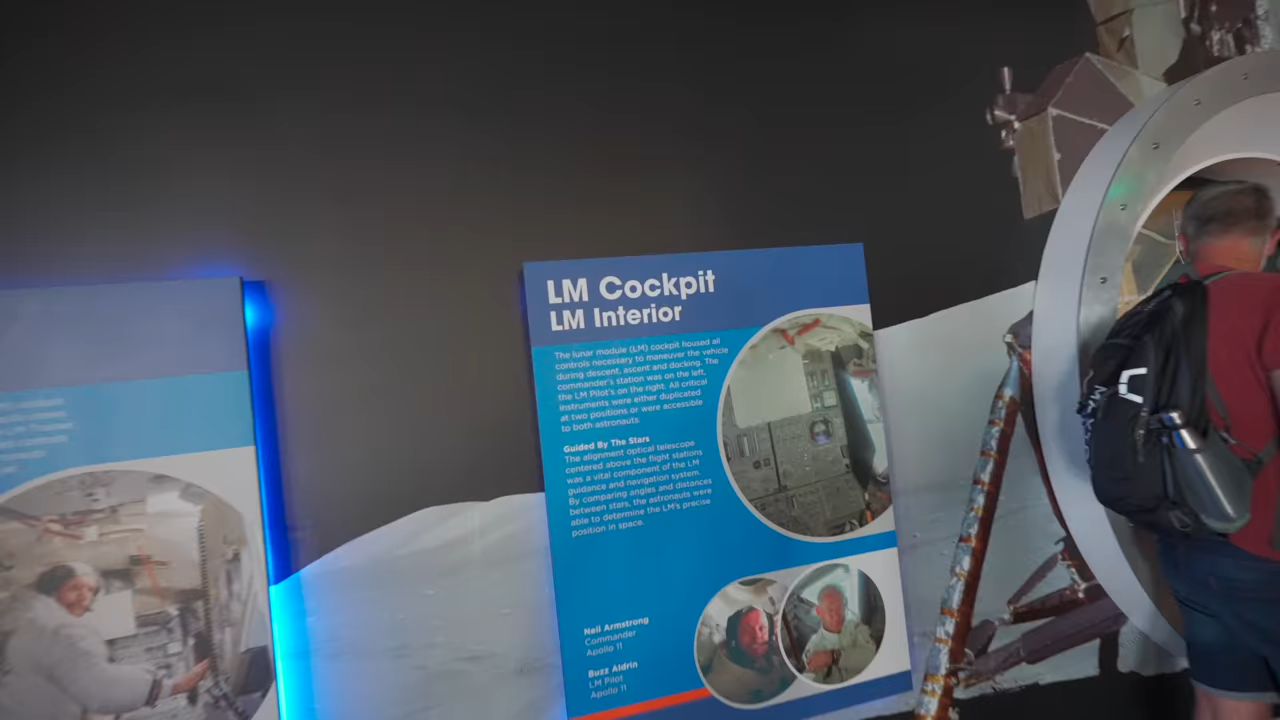 LM Cockpit
LM Interior
The lunar module (LM) cockpit housed all
controls necessary to maneuver the vehicle
during descent, ascent and docking. The
commander's station was on the left,
the LM Pilot's on the right. All critical
instruments were either duplicated
at two positions or were accessible
to both astronauts.
Guided By The Stars
The alignment optical telescope
centered above the flight stations
was a vital component of the LM
guidance and navigation system.
By comparing angles and distances
between stars, the astronauts were
able to determine the LM's precise
position in space.
Neil Armstrong
Commander
Apollo 11
Buzz Aldrin
LM Pilot
Apollo 11